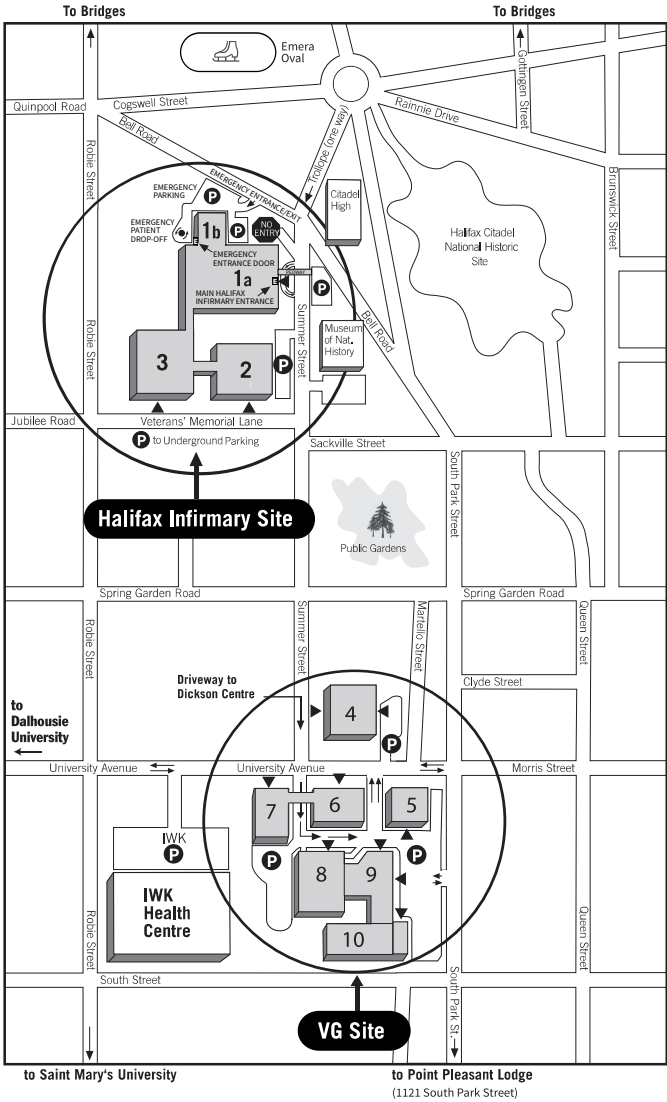 To Bridges
To Bridges
Emera
Oval
Gottingen Street
Quinpool Road
Cogswell Street
Rainnie Drive
Bell Road
Trollope (one way)
Robie Street
Brunswick Street
EMERGENCY
PARKING
P
EMERGENCY ENTRANCE/EXIT
Citadel
High
EMERGENCY
PATIENT
DROP-OFF
1b
P
NO
ENTRY
Halifax Citadel
National Historic
Site
E
EMERGENCY
ENTRANCE DOOR
1a
PEDWAY
MAIN HALIFAX
INFIRMARY ENTRANCE
E
P
Summer Street
Bell Road
Robie Street
Museum
of Nat.
History
3
2
P
Jubilee Road
Veterans' Memorial Lane
P to Underground Parking
Sackville Street
South Park Street
Halifax Infirmary Site
Public Gardens
Spring Garden Road
Spring Garden Road
Robie Street
Summer Street
Martello Street
Queen Street
Driveway to
Dickson Centre
Clyde Street
to
Dalhousie
University
4
P
University Avenue
University Avenue
Morris Street
7
6
5
IWK
P
P
P
8
9
IWK
Health
Centre
10
Robie Street
Queen Street
South Street
South Park St.
VG Site
to Saint Mary's University
to Point Pleasant Lodge
(1121 South Park Street)